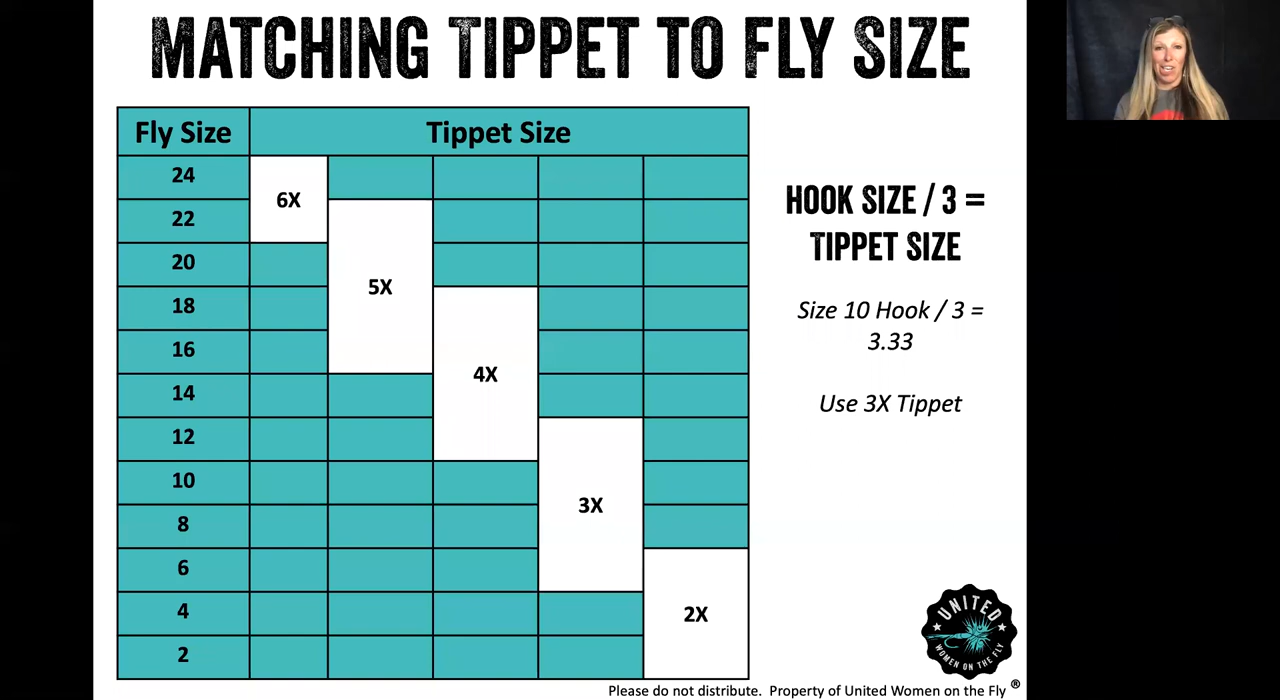 MATCHING TIPPET TO FLY SIZE
Fly Size Tippet Size
24
6X
22
20
5X
18
16
4X
14
12
10
3X
8
6
4
2X
2
HOOK SIZE / 3 =
TIPPET SIZE
Size 10 Hook / 3 =
3.33
Use 3X Tippet
UNITED
WOMEN ON THE FLY
Please do not distribute. Property of United Women on the Fly ®